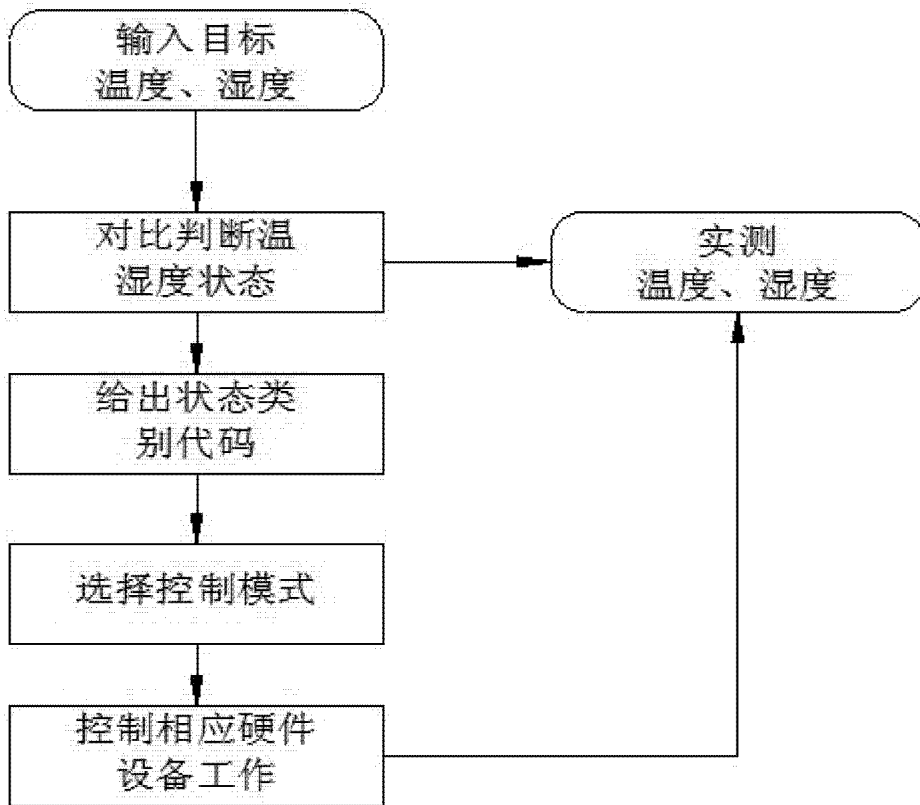 输入目标
温度、湿度
对比判断温
湿度状态
实测
温度、湿度
给出状态类
别代码
选择控制模式
控制相应硬件
设备工作